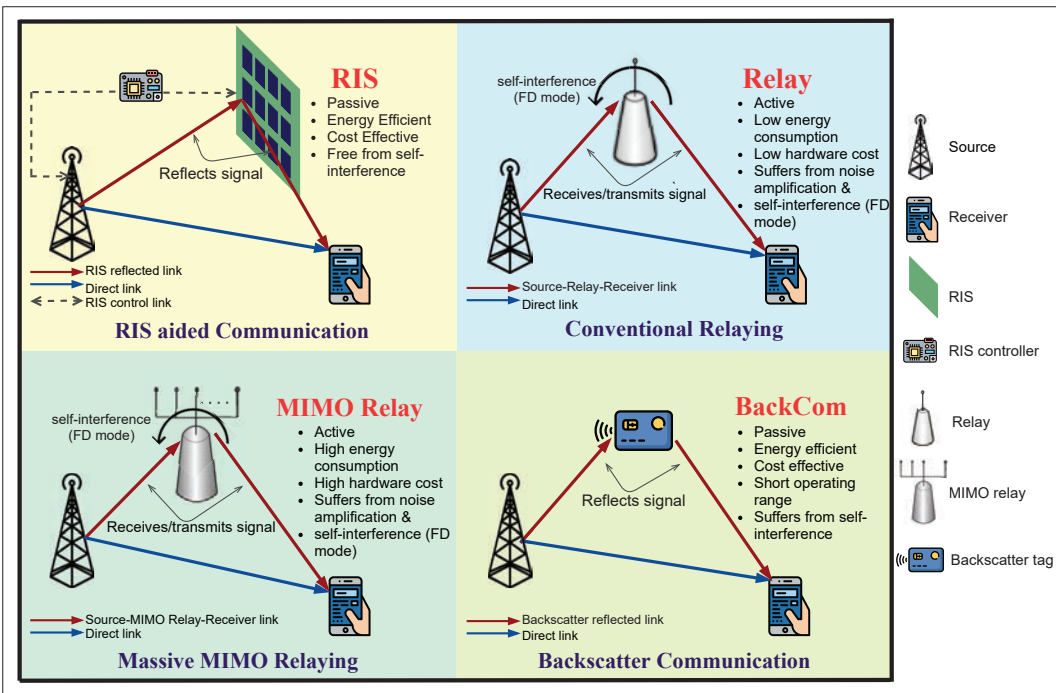 RIS
• Passive
• Energy Efficient
• Cost Effective
• Free from self-
interference
Reflects signal
RIS reflected link
Direct link
RIS control link
RIS aided Communication
self-interference
(FD mode)
Relay
• Active
• Low energy
consumption
• Low hardware cost
• Suffers from noise
amplification &
• self-interference (FD
mode)
Receives/transmits signal
Source-Relay-Receiver link
Direct link
Conventional Relaying
self-interference
(FD mode)
MIMO Relay
• Active
• High energy
consumption
• High hardware cost
• Suffers from noise
amplification &
• self-interference (FD
mode)
Receives/transmits signal
Source-MIMO Relay-Receiver link
Direct link
Massive MIMO Relaying
BackCom
• Passive
• Energy efficient
• Cost effective
• Short operating
range
• Suffers from self-
interference
Reflects signal
Backscatter reflected link
Direct link
Backscatter Communication
Source
Receiver
RIS
RIS controller
Relay
MIMO relay
Backscatter tag